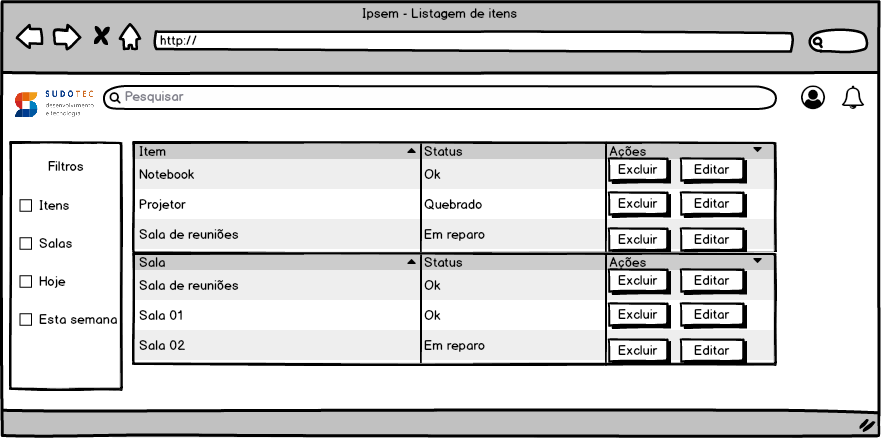 Ipsem - Listagem de itens
http://
SUDOTEC
desenvolvimento
e tecnologia
Pesquisar
Filtros
Itens
Salas
Hoje
Esta semana
Item Status Ações
Notebook Ok Excluir Editar
Projetor Quebrado Excluir Editar
Sala de reuniões Em reparo Excluir Editar
Sala Status Ações
Sala de reuniões Ok Excluir Editar
Sala 01 Ok Excluir Editar
Sala 02 Em reparo Excluir Editar